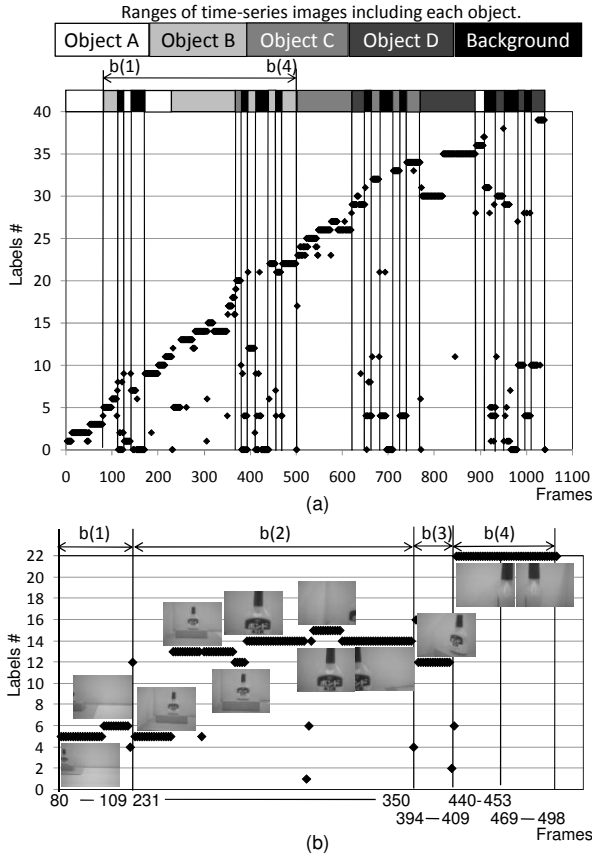 Ranges of time-series images including each object.
Object A Object B Object C Object D Background
b(1) b(4)
40
35
30
25
20
15
10
5
0
Labels #
0 100 200 300 400 500 600 700 800 900 1000 1100
Frames
(a)
b(1) b(2) b(3) b(4)
22
20
18
16
14
12
10
8
6
4
2
0
Labels #
80 — 109 231 350 440-453
394 — 409 469 — 498
Frames
(b)